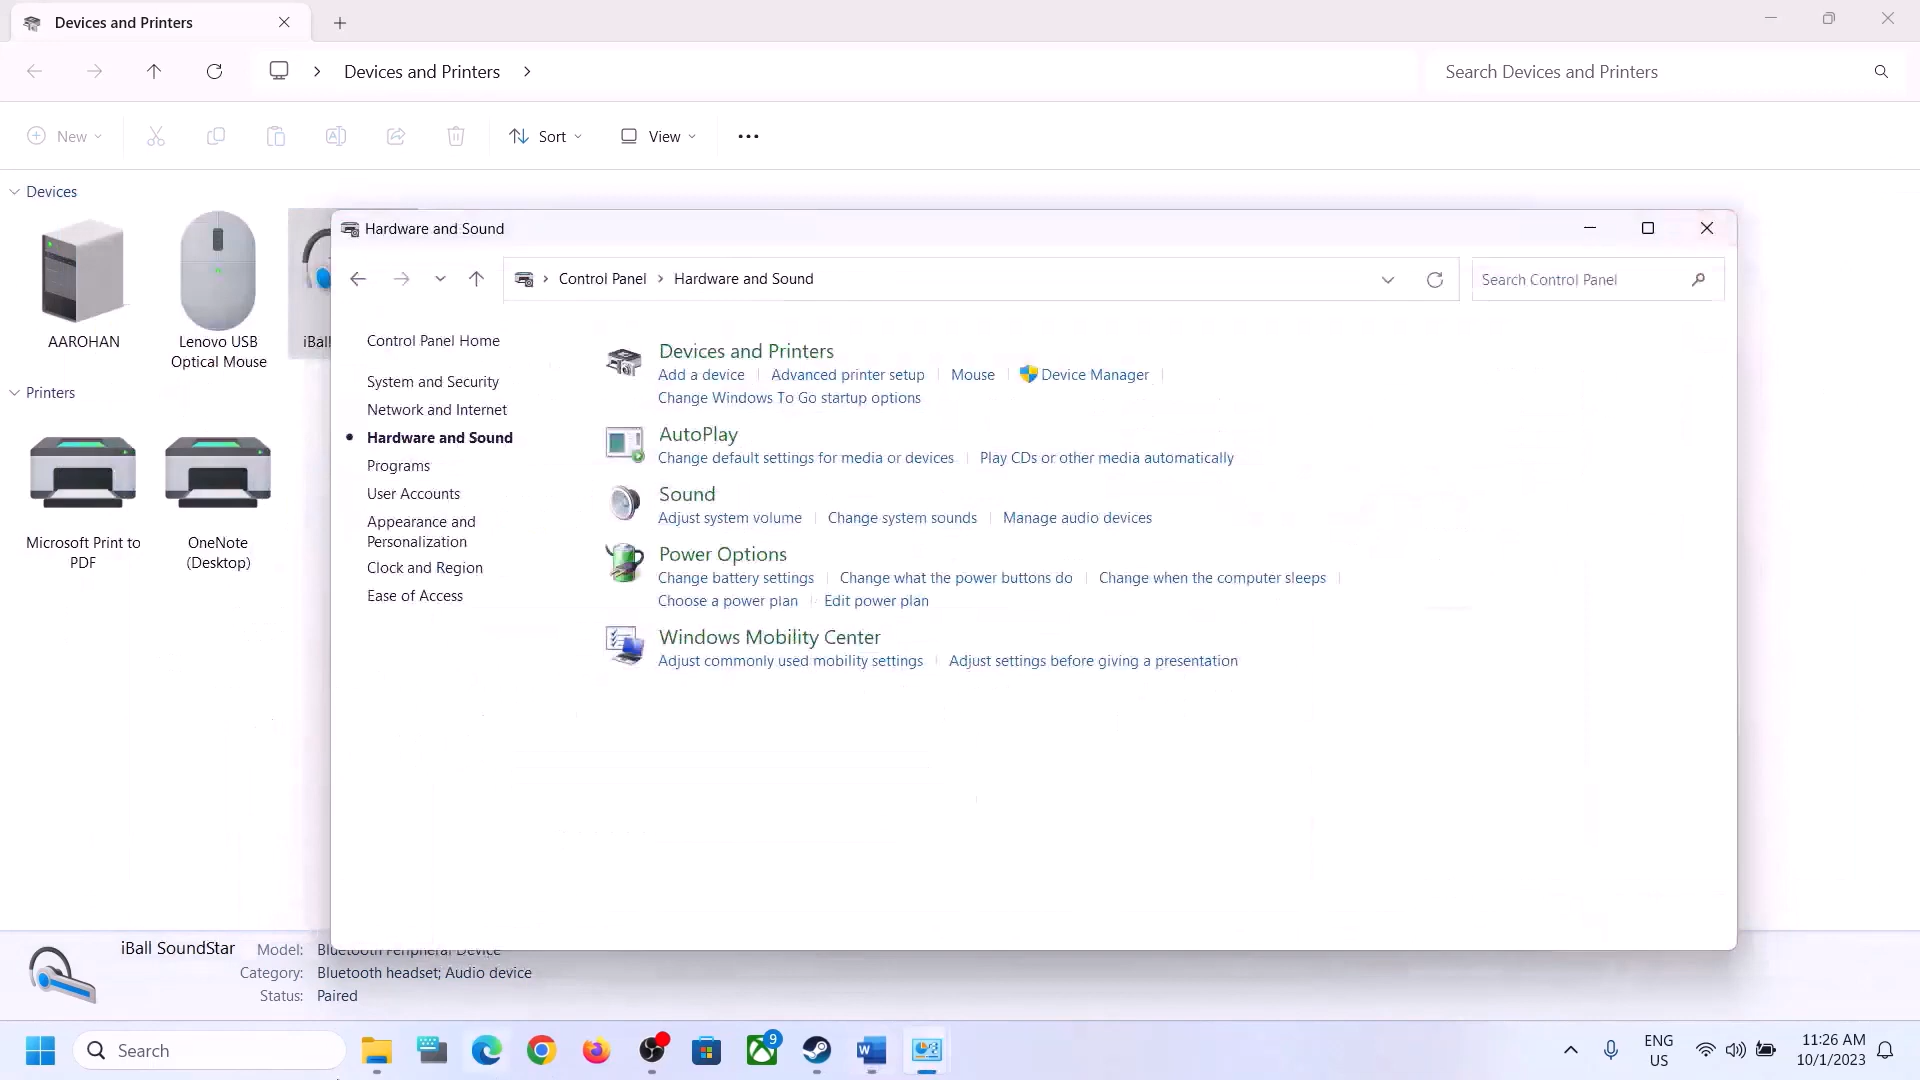 Devices and Printers
Devices and Printers
Search Devices and Printers
New
Sort
View
Devices
AAROHAN
Lenovo USB
Optical Mouse
Printers
Microsoft Print to
PDF
OneNote
(Desktop)
Hardware and Sound
Control Panel
Hardware and Sound
Search Control Panel
Control Panel Home
System and Security
Network and Internet
Hardware and Sound
Programs
User Accounts
Appearance and
Personalization
Clock and Region
Ease of Access
Devices and Printers
Add a device
Advanced printer setup
Mouse
Device Manager
Change Windows To Go startup options
AutoPlay
Change default settings for media or devices
Play CDs or other media automatically
Sound
Adjust system volume
Change system sounds
Manage audio devices
Power Options
Change battery settings
Change what the power buttons do
Change when the computer sleeps
Choose a power plan
Edit power plan
Windows Mobility Center
Adjust commonly used mobility settings
Adjust settings before giving a presentation
iBall SoundStar
Model: Bluetooth Peripheral Device
Category: Bluetooth headset; Audio device
Status: Paired
Search
9
ENG
US
11:26 AM
10/1/2023